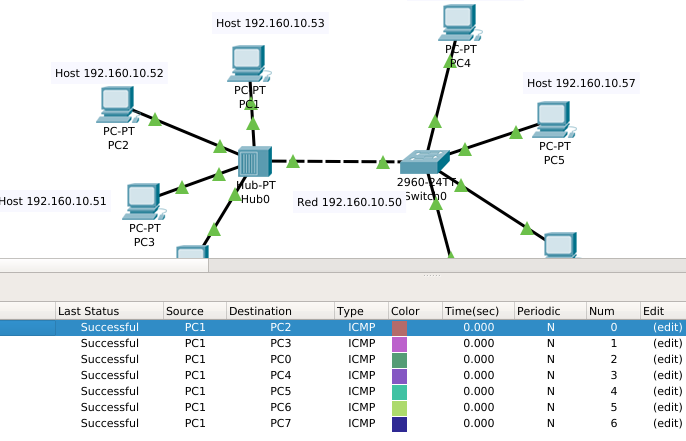 Host 192.160.10.53
PC-PT
PC4
Host 192.160.10.52
PC-PT
PC1
Host 192.160.10.57
PC-PT
PC2
PC-PT
PC5
Hub-PT
Hub0
2960-24TT
Switch0
Host 192.160.10.51
Red 192.160.10.50
PC-PT
PC3
Last Status Source Destination Type Color Time(sec) Periodic Num Edit
Successful PC1 PC2 ICMP 0.000 N 0 (edit)
Successful PC1 PC3 ICMP 0.000 N 1 (edit)
Successful PC1 PC0 ICMP 0.000 N 2 (edit)
Successful PC1 PC4 ICMP 0.000 N 3 (edit)
Successful PC1 PC5 ICMP 0.000 N 4 (edit)
Successful PC1 PC6 ICMP 0.000 N 5 (edit)
Successful PC1 PC7 ICMP 0.000 N 6 (edit)